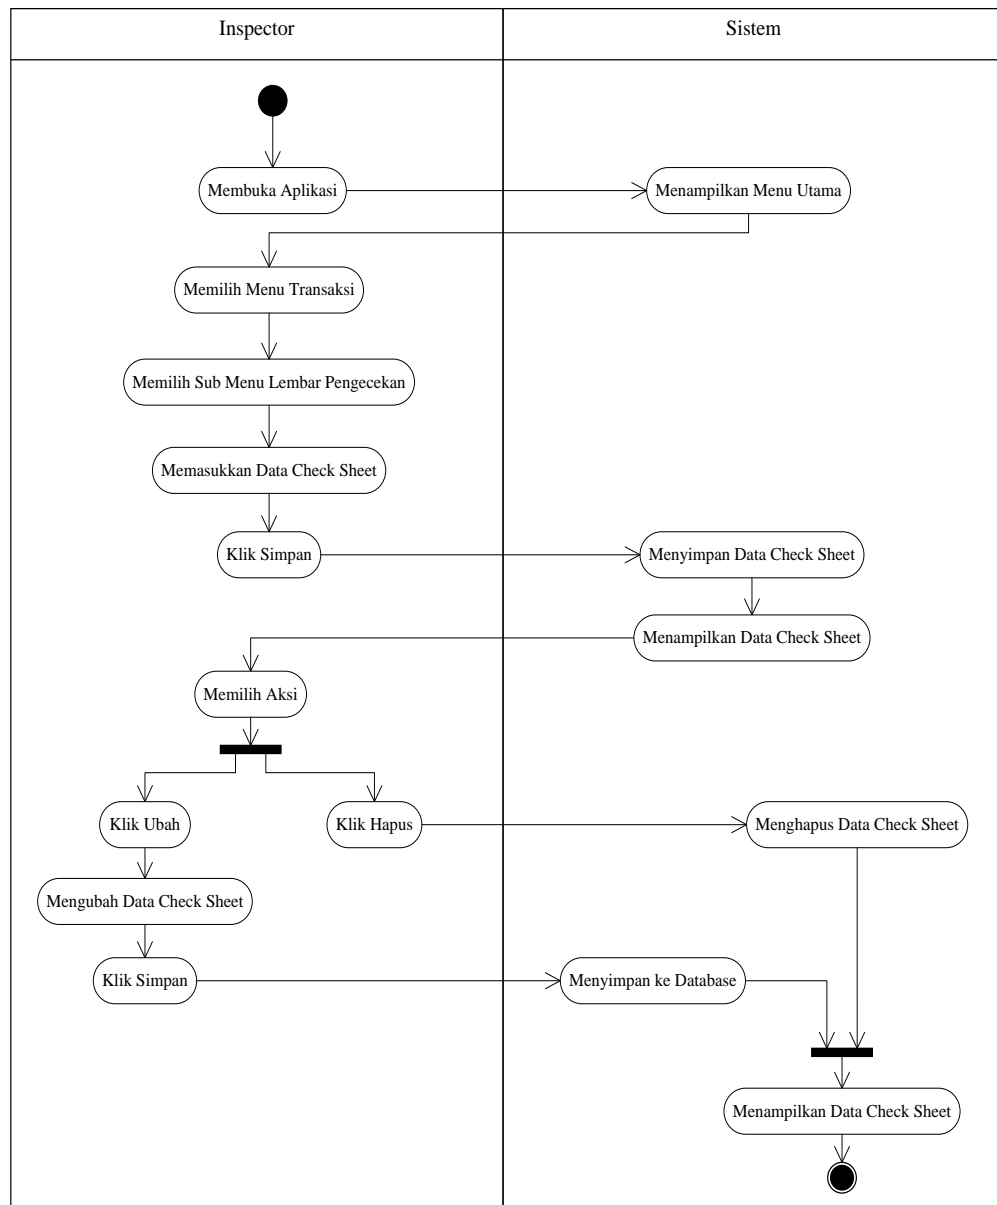 Inspector
Sistem
Membuka Aplikasi
Menampilkan Menu Utama
Memilih Menu Transaksi
Memilih Sub Menu Lembar Pengecekan
Memasukkan Data Check Sheet
Klik Simpan
Menyimpan Data Check Sheet
Menampilkan Data Check Sheet
Memilih Aksi
Klik Ubah
Klik Hapus
Menghapus Data Check Sheet
Mengubah Data Check Sheet
Klik Simpan
Menyimpan ke Database
Menampilkan Data Check Sheet